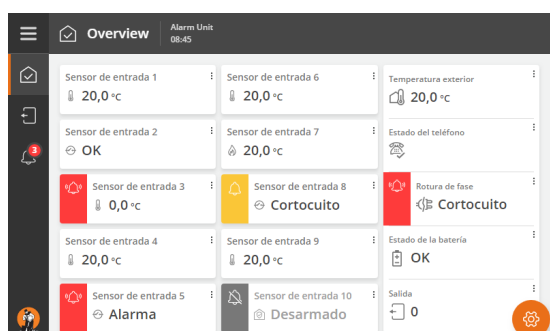 Overview
Alarm Unit
08:45
3
Sensor de entrada 1
20,0 °C
Sensor de entrada 2
OK
Sensor de entrada 3
0,0 °C
Sensor de entrada 4
20,0 °C
Sensor de entrada 5
Alarma
Sensor de entrada 6
20,0 °C
Sensor de entrada 7
20,0 °C
Sensor de entrada 8
Cortocuito
Sensor de entrada 9
20,0 °C
Sensor de entrada 10
Desarmado
Temperatura exterior
20,0 °C
Estado del teléfono
Rotura de fase
Cortocuito
Estado de la batería
OK
Salida
0